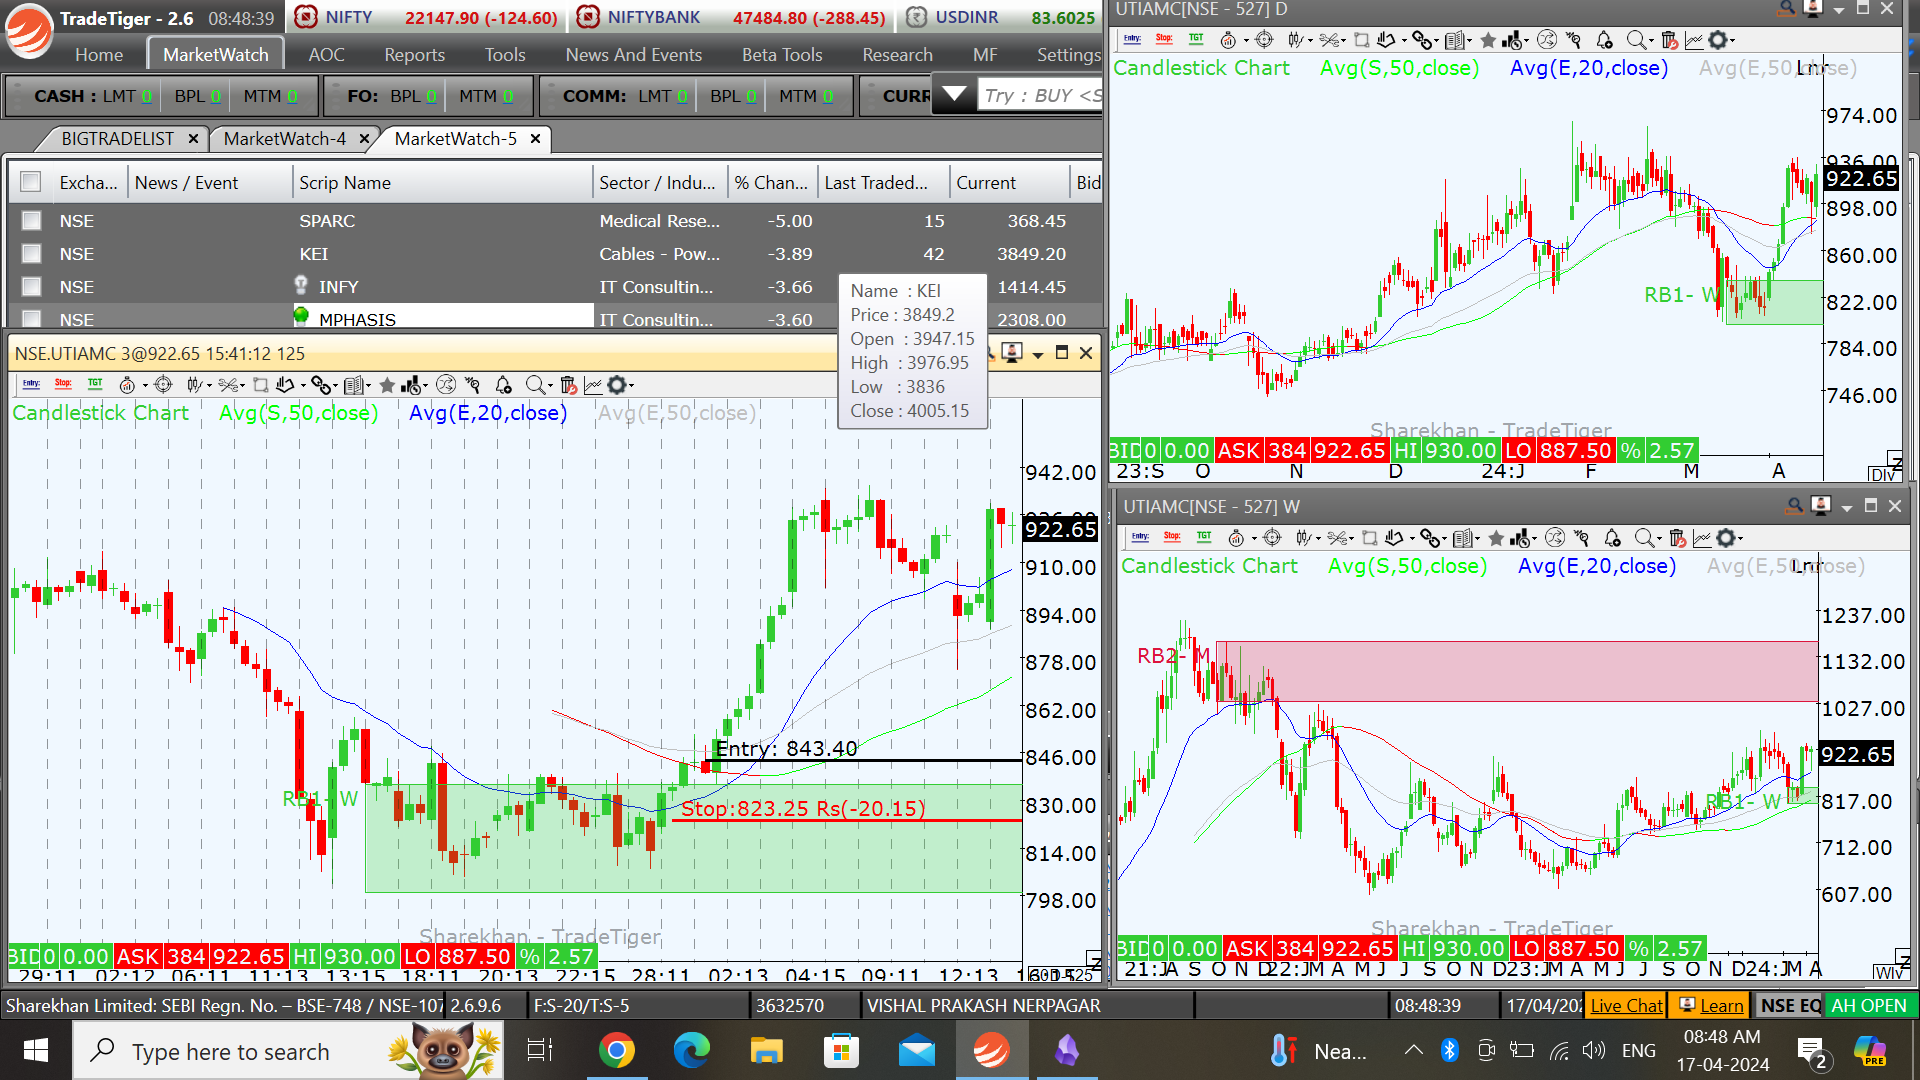 TradeTiger - 2.6 08:48:39 NIFTY 22147.90 (-124.60) NIFTYBANK 47484.80 (-288.45) USDINR 83.6025
Home MarketWatch AOC Reports Tools News And Events Beta Tools Research MF Settings
CASH : LMT 0 BPL 0 MTM 0 FO: BPL 0 MTM 0 COMM: LMT 0 BPL 0 MTM 0 CURR Try : BUY <S
BIGTRADELIST MarketWatch-4 MarketWatch-5
Excha... News / Event Scrip Name Sector / Indu... % Chan... Last Traded... Current Bid
NSE SPARC Medical Rese... -5.00 15 368.45
NSE KEI Cables - Pow... -3.89 42 3849.20
NSE INFY IT Consultin... -3.66 1414.45
NSE MPHASIS IT Consultin... -3.60 2308.00
Name : KEI
Price : 3849.2
Open : 3947.15
High : 3976.95
Low : 3836
Close : 4005.15
NSE.UTIAMC 3@922.65 15:41:12 125
Entry: Stop: TGT
Candlestick Chart Avg(S,50,close) Avg(E,20,close) Avg(E,50,close)
942.00
922.65
910.00
894.00
878.00
862.00
846.00
830.00
814.00
798.00
Entry: 843.40
RB1- W
Stop:823.25 Rs(-20.15)
Sharekhan - TradeTiger
BID 0 0.00 ASK 384 922.65 HI 930.00 LO 887.50 % 2.57
29:11 02:12 06:11 11:13 13:15 18:11 20:13 22:15 28:11 02:13 04:15 09:11 12:13
UTIAMC[NSE - 527] D
Entry: Stop: TGT
Candlestick Chart Avg(S,50,close) Avg(E,20,close) Avg(E,50,close)
974.00
936.00
922.65
898.00
860.00
822.00
784.00
746.00
RB1- W
Sharekhan - TradeTiger
BID 0 0.00 ASK 384 922.65 HI 930.00 LO 887.50 % 2.57
23:S O N D 24:J F M A
UTIAMC[NSE - 527] W
Entry: Stop: TGT
Candlestick Chart Avg(S,50,close) Avg(E,20,close) Avg(E,50,close)
1237.00
1132.00
1027.00
922.65
817.00
712.00
607.00
RB2- M
RB1- W
Sharekhan - TradeTiger
BID 0 0.00 ASK 384 922.65 HI 930.00 LO 887.50 % 2.57
21:J A S O N D 22:J M A M J J S O N D 23:J M A M J J S O N D 24:J M A
Sharekhan Limited: SEBI Regn. No. – BSE-748 / NSE-107 2.6.9.6 F:S-20/T:S-5 3632570 VISHAL PRAKASH NERPAGAR 08:48:39 17/04/202 Live Chat Learn NSE EQ AH OPEN
Type here to search Nea... ENG 08:48 AM
17-04-2024 2 PRE